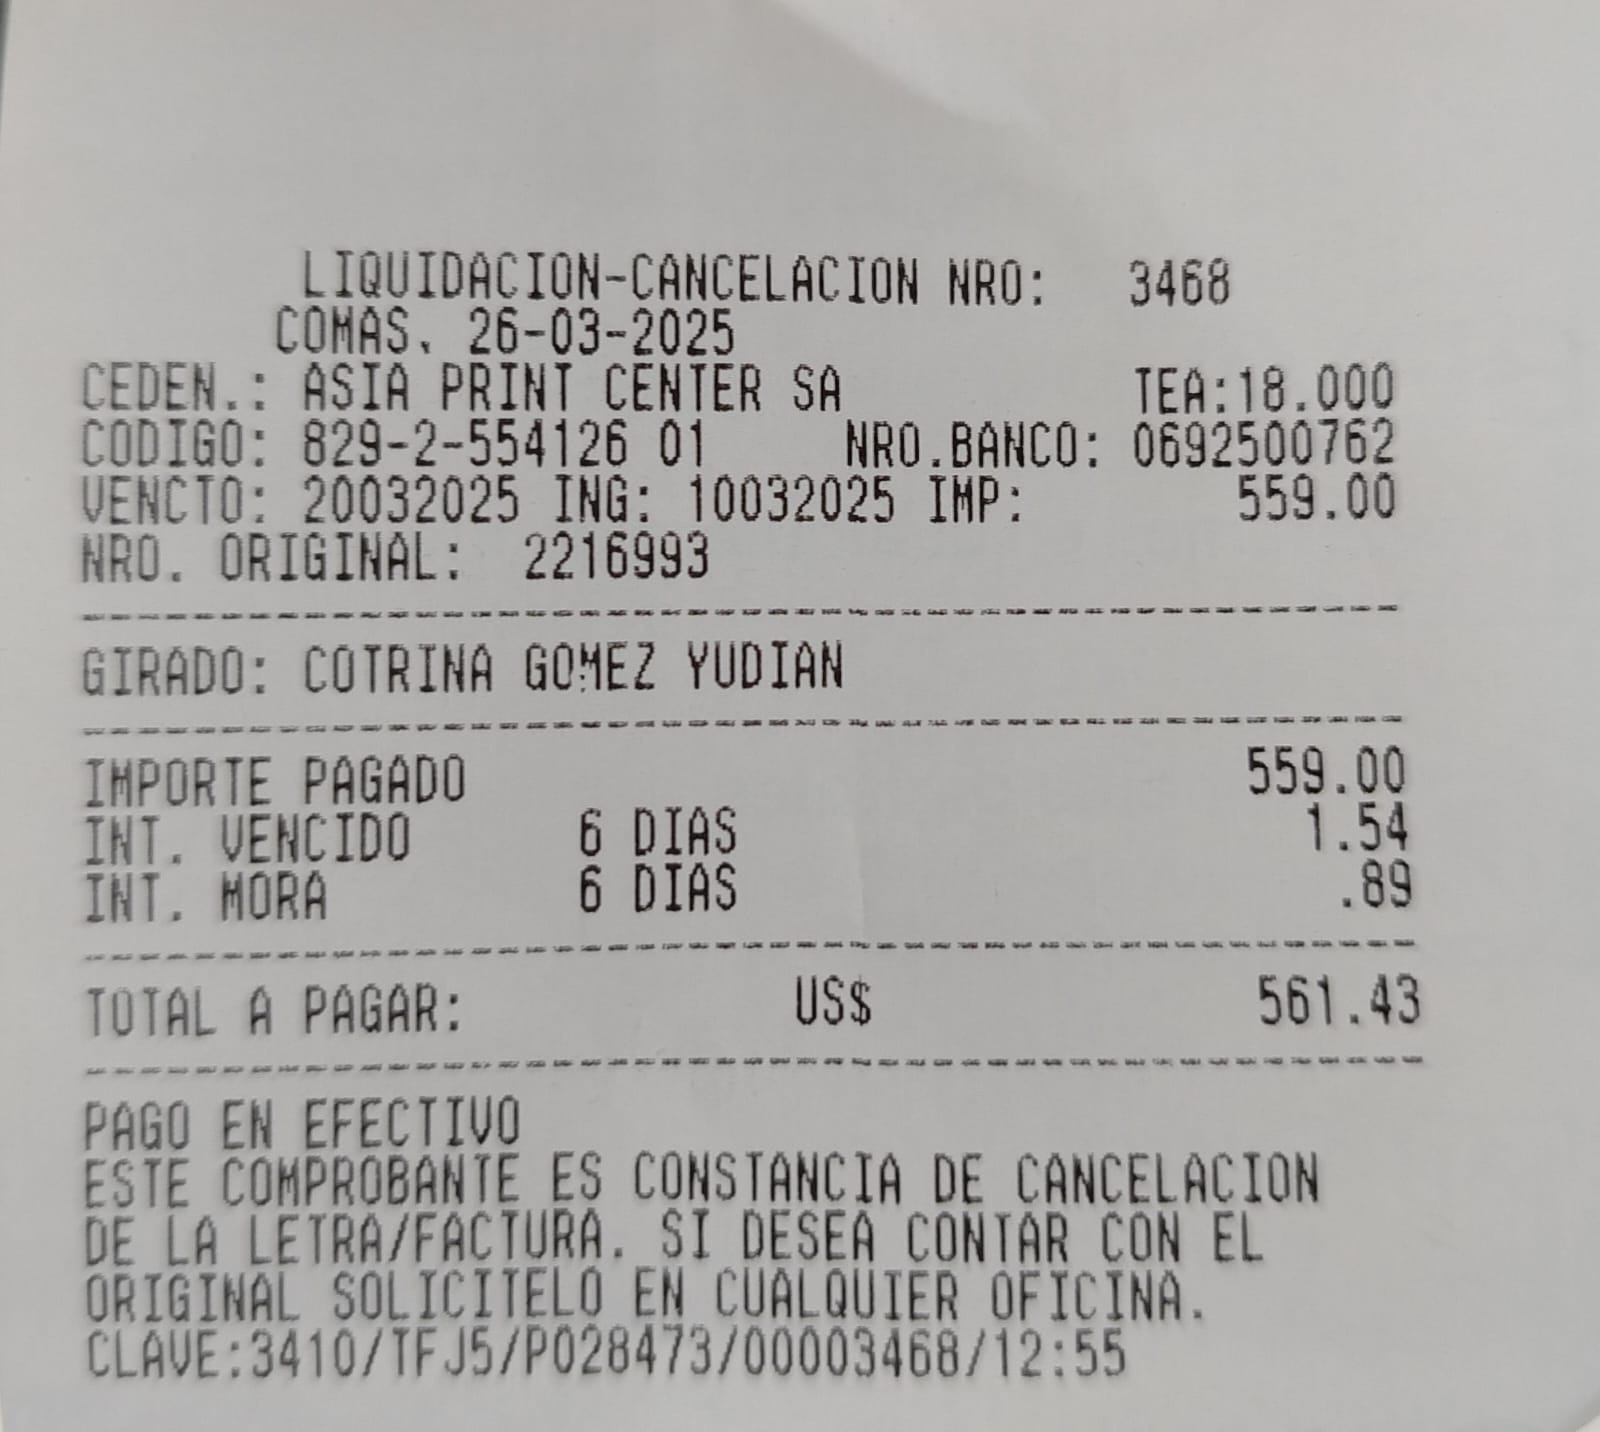 LIQUIDACION-CANCELACION NRO: 3468
COMAS. 26-03-2025
CEDEN.: ASIA PRINT CENTER SA TEA:18.000
CODIGO: 829-2-554126 01 NRO.BANCO: 0692500762
VENCTO: 20032025 ING: 10032025 IMP: 559.00
NRO. ORIGINAL: 2216993
GIRADO: COTRINA GOMEZ YUDIAN
IMPORTE PAGADO 559.00
INT. VENCIDO 6 DIAS 1.54
INT. MORA 6 DIAS .89
TOTAL A PAGAR: US$ 561.43
PAGO EN EFECTIVO
ESTE COMPROBANTE ES CONSTANCIA DE CANCELACION
DE LA LETRA/FACTURA. SI DESEA CONTAR CON EL
ORIGINAL SOLICITELO EN CUALQUIER OFICINA.
CLAVE:3410/TFJ5/P028473/00003468/12:55